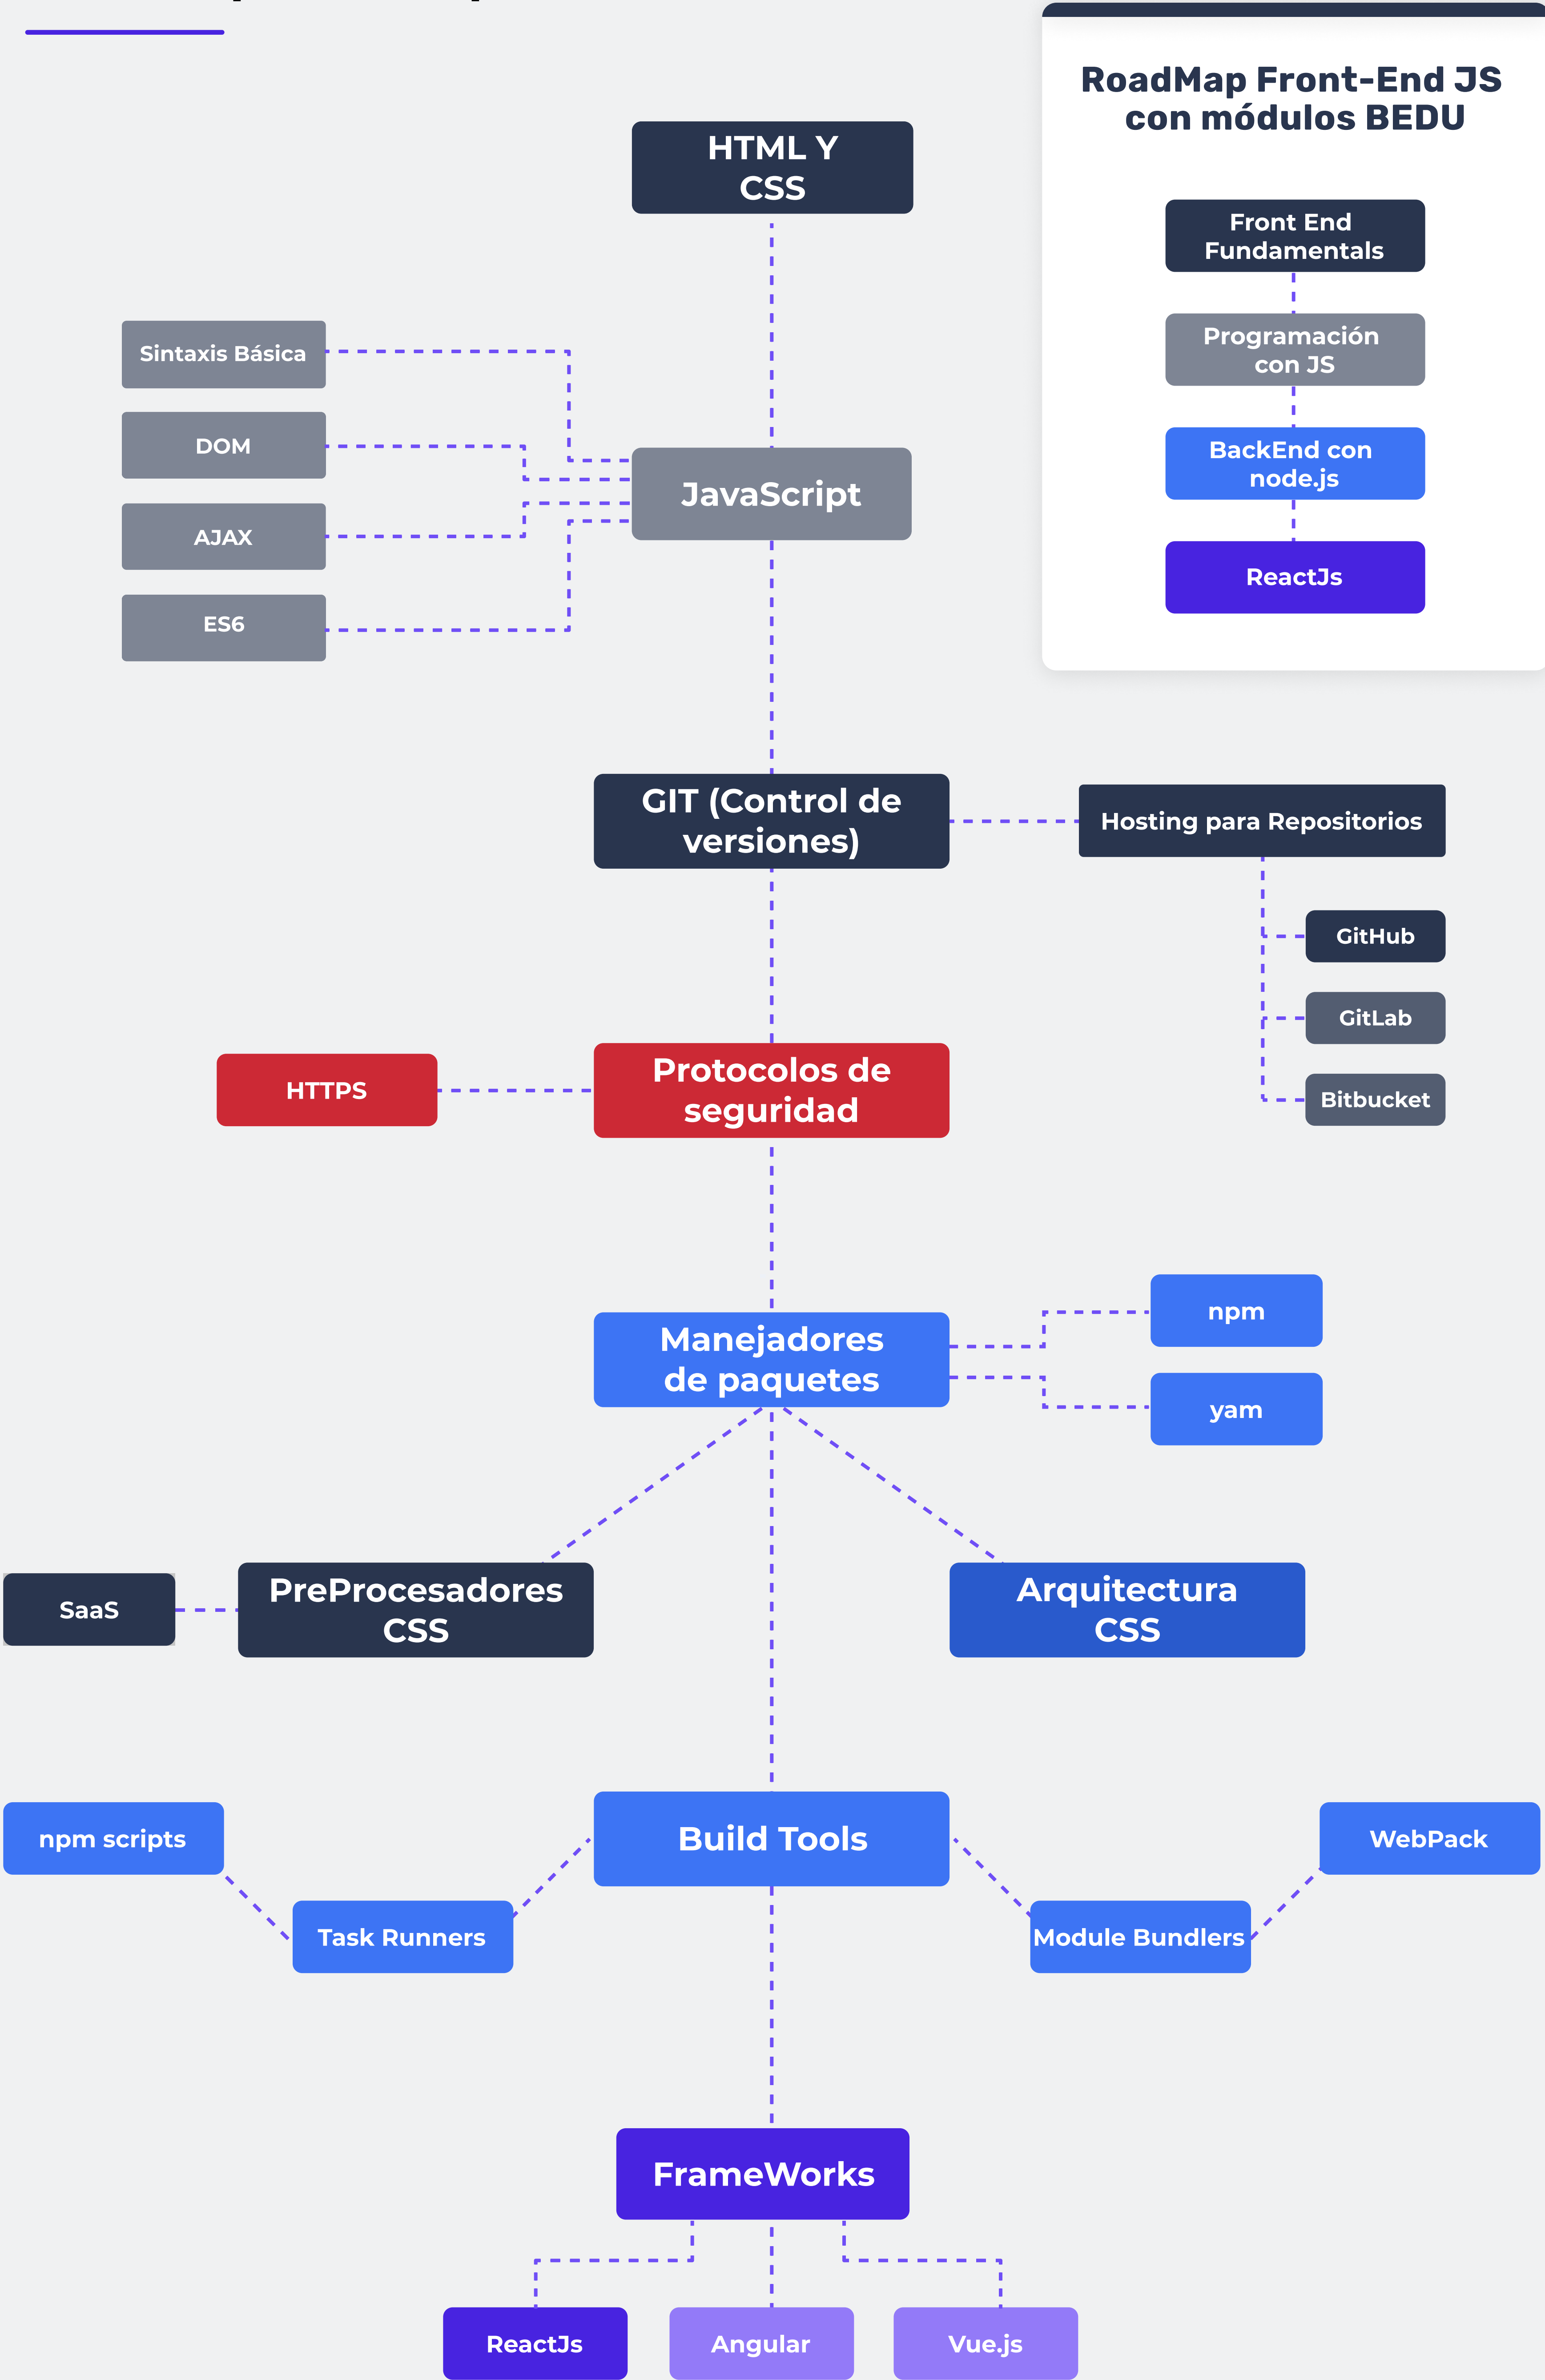 RoadMap Front-End JS
con módulos BEDU
Front End
Fundamentals
Programación
con JS
BackEnd con
node.js
ReactJs
HTML Y
CSS
Sintaxis Básica
DOM
AJAX
ES6
JavaScript
GIT (Control de
versiones)
Hosting para Repositorios
GitHub
GitLab
Bitbucket
HTTPS
Protocolos de
seguridad
Manejadores
de paquetes
npm
yam
SaaS
PreProcesadores
CSS
Arquitectura
CSS
npm scripts
Task Runners
Build Tools
Module Bundlers
WebPack
FrameWorks
ReactJs
Angular
Vue.js